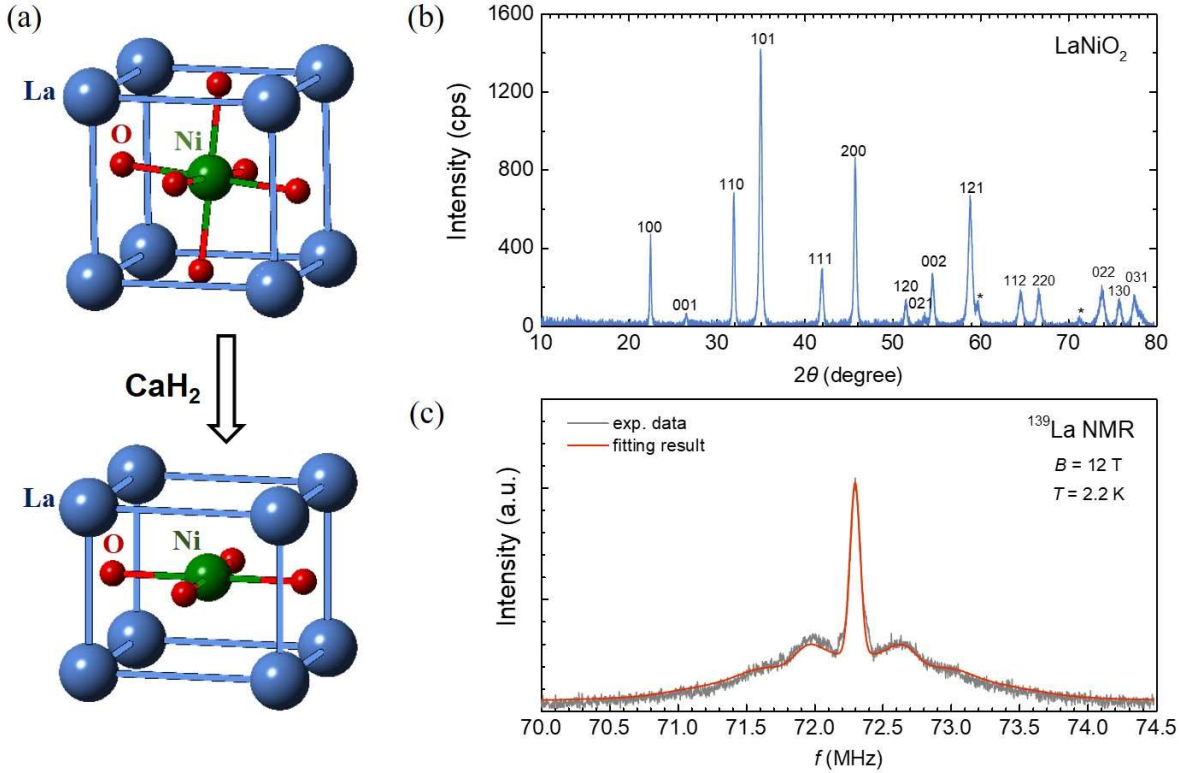 (a)
La
O
Ni
CaH₂
La
O
Ni
(b)
1600
1200
800
400
0
Intensity (cps)
LaNiO₂
100
001
110
101
111
200
120
021
002
121
*
112
220
*
022
130
031
10 20 30 40 50 60 70 80
2θ (degree)
(c)
exp. data
fitting result
¹³⁹La NMR
B = 12 T
T = 2.2 K
Intensity (a.u.)
70.0 70.5 71.0 71.5 72.0 72.5 73.0 73.5 74.0 74.5
f (MHz)